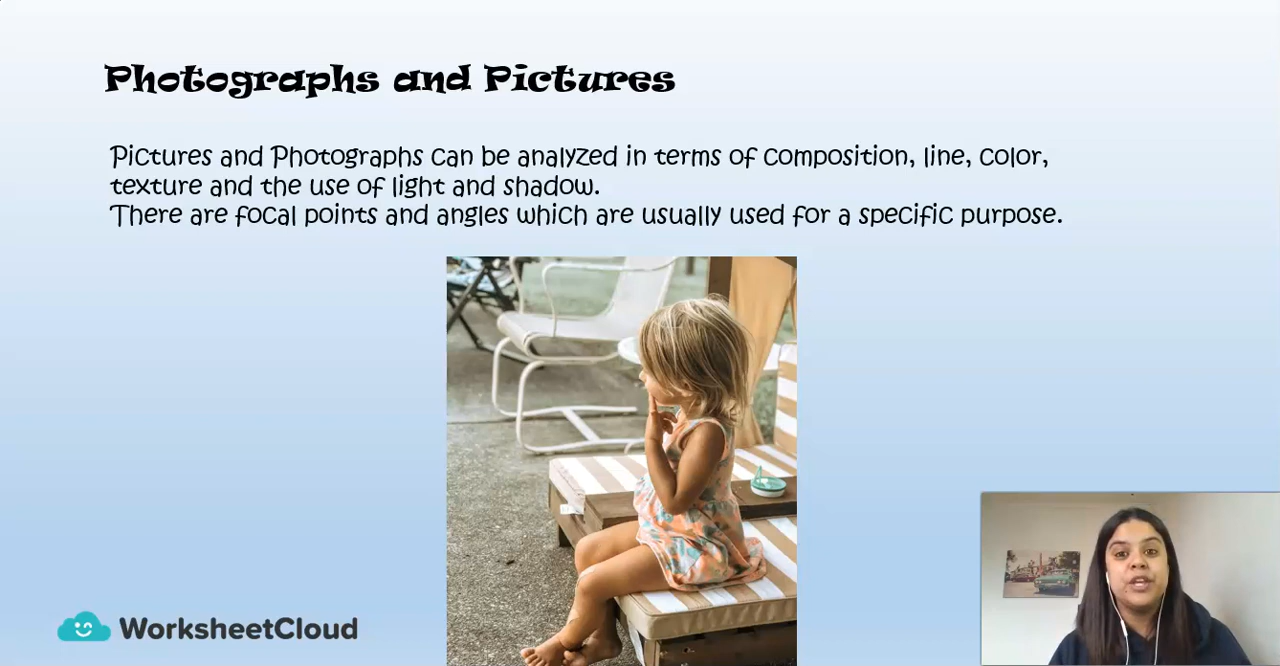 Photographs and Pictures
Pictures and Photographs can be analyzed in terms of composition, line, color,
texture and the use of light and shadow.
There are focal points and angles which are usually used for a specific purpose.
WorksheetCloud